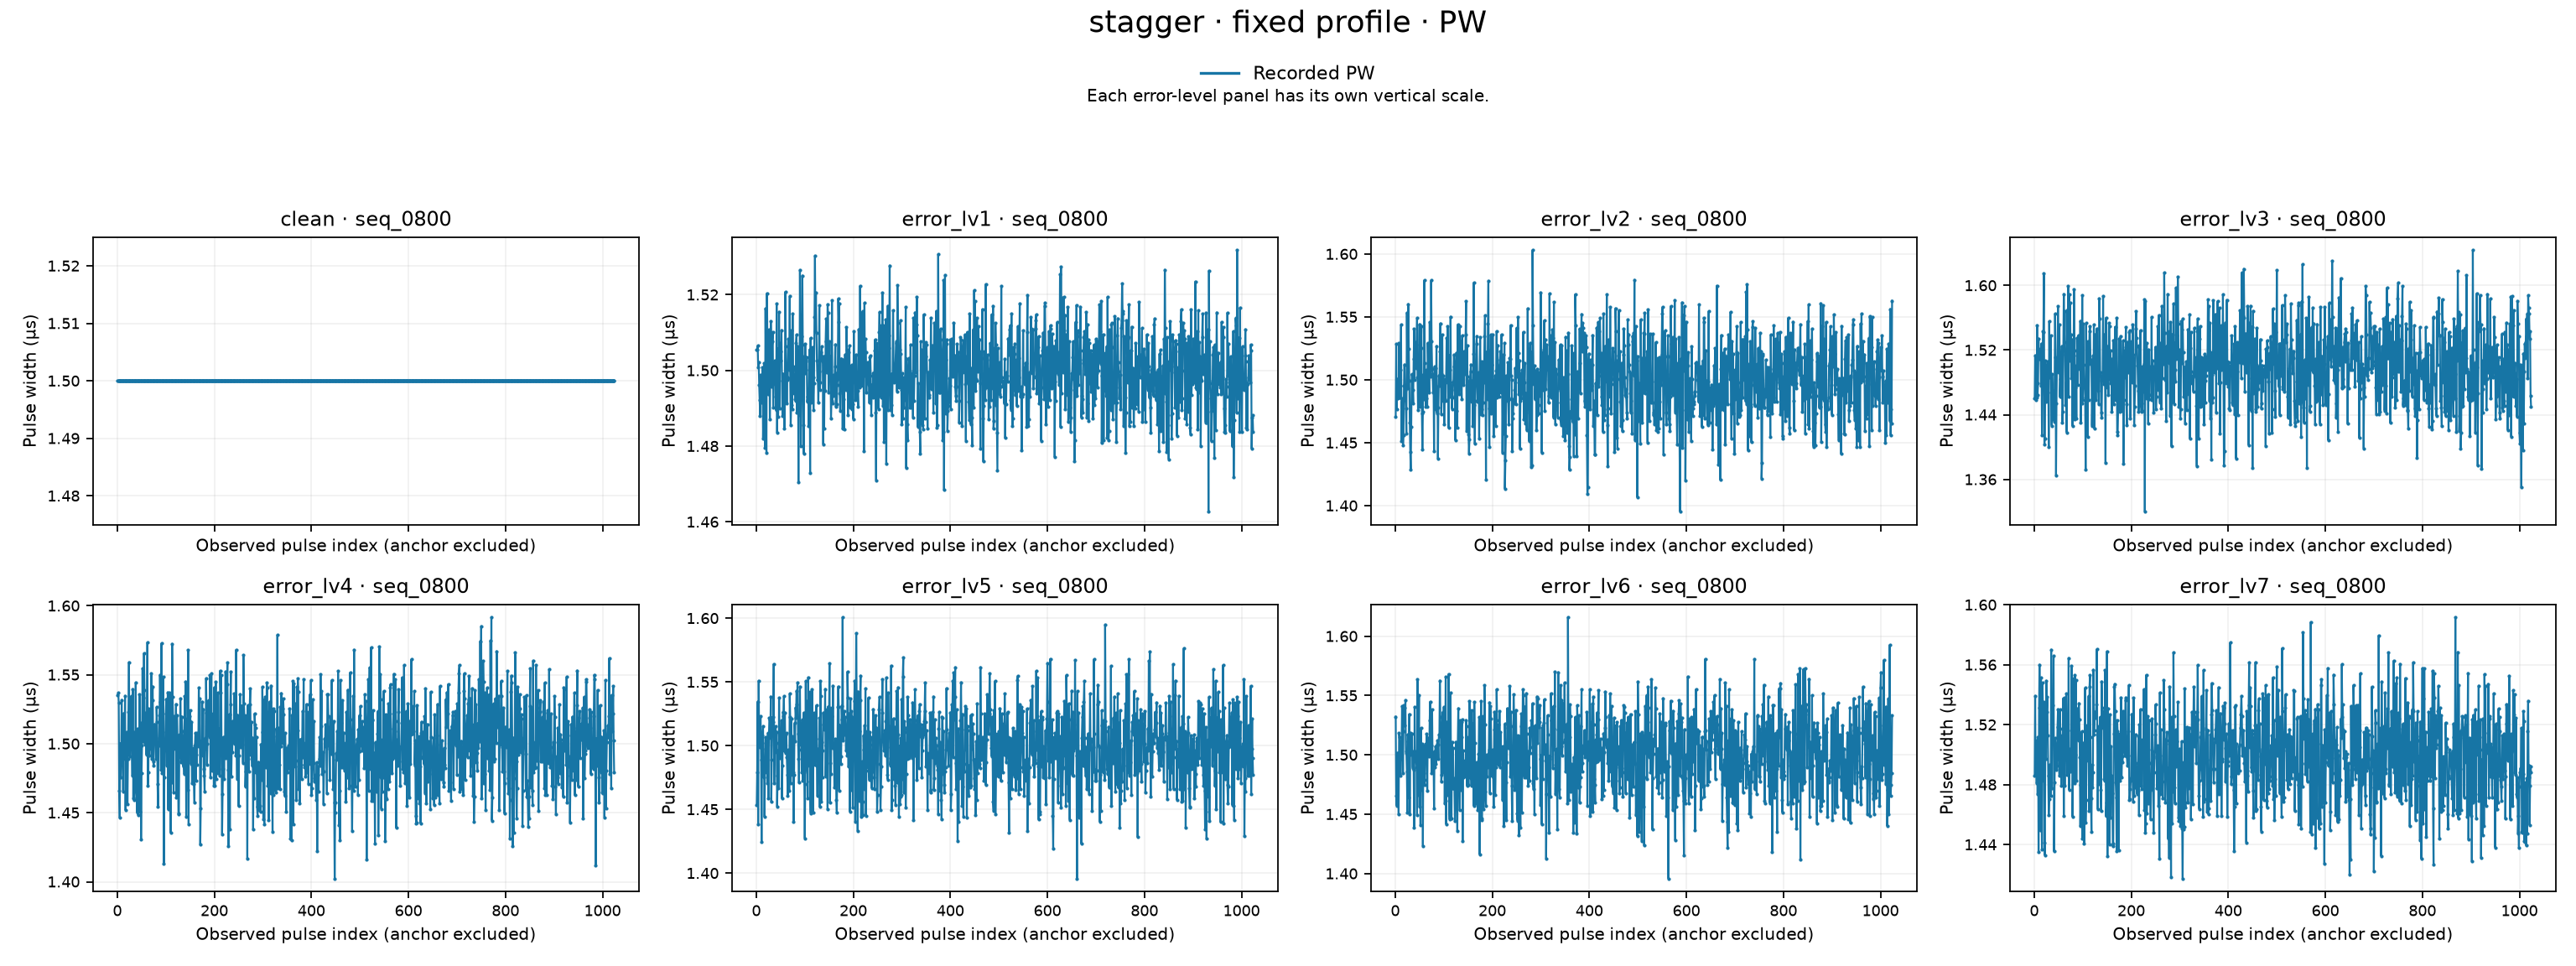 stagger · fixed profile · PW
Recorded PW
Each error-level panel has its own vertical scale.
clean · seq_0800
error_lv1 · seq_0800
error_lv2 · seq_0800
error_lv3 · seq_0800
Pulse width (µs)
1.52
1.51
1.50
1.49
1.48
Observed pulse index (anchor excluded)
Pulse width (µs)
1.52
1.50
1.48
1.46
Observed pulse index (anchor excluded)
Pulse width (µs)
1.60
1.55
1.50
1.45
1.40
Observed pulse index (anchor excluded)
Pulse width (µs)
1.60
1.52
1.44
1.36
Observed pulse index (anchor excluded)
error_lv4 · seq_0800
error_lv5 · seq_0800
error_lv6 · seq_0800
error_lv7 · seq_0800
Pulse width (µs)
1.60
1.55
1.50
1.45
1.40
0 200 400 600 800 1000
Observed pulse index (anchor excluded)
Pulse width (µs)
1.60
1.55
1.50
1.45
1.40
0 200 400 600 800 1000
Observed pulse index (anchor excluded)
Pulse width (µs)
1.60
1.55
1.50
1.45
1.40
0 200 400 600 800 1000
Observed pulse index (anchor excluded)
Pulse width (µs)
1.60
1.56
1.52
1.48
1.44
0 200 400 600 800 1000
Observed pulse index (anchor excluded)